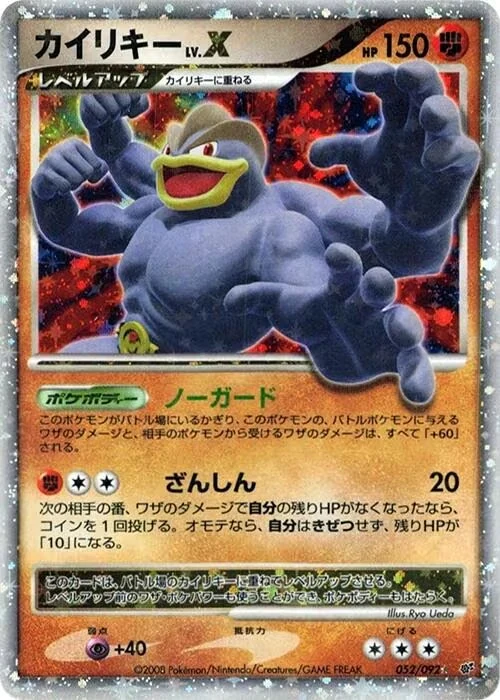 カイリキー LV.X HP 150
レベルアップ カイリキーに重ねる
ポケボディー ノーガード
このポケモンがバトル場にいるかぎり、このポケモンの、バトルポケモンに与える
ワザのダメージと、相手のポケモンから受けるワザのダメージは、すべて「+60」
される。
ざんしん 20
次の相手の番、ワザのダメージで自分の残りHPがなくなったなら、
コインを1回投げる。オモテなら、自分はきぜつせず、残りHPが
「10」になる。
このカードは、バトル場のカイリキーに重ねてレベルアップさせる。
レベルアップ前のワザ・ポケパワーも使うことができ、ポケボディーもはたらく。
Illus. Ryo Ueda
弱点 抵抗力 にげる
+40
©2008 Pokémon/Nintendo/Creatures/GAME FREAK 052/092